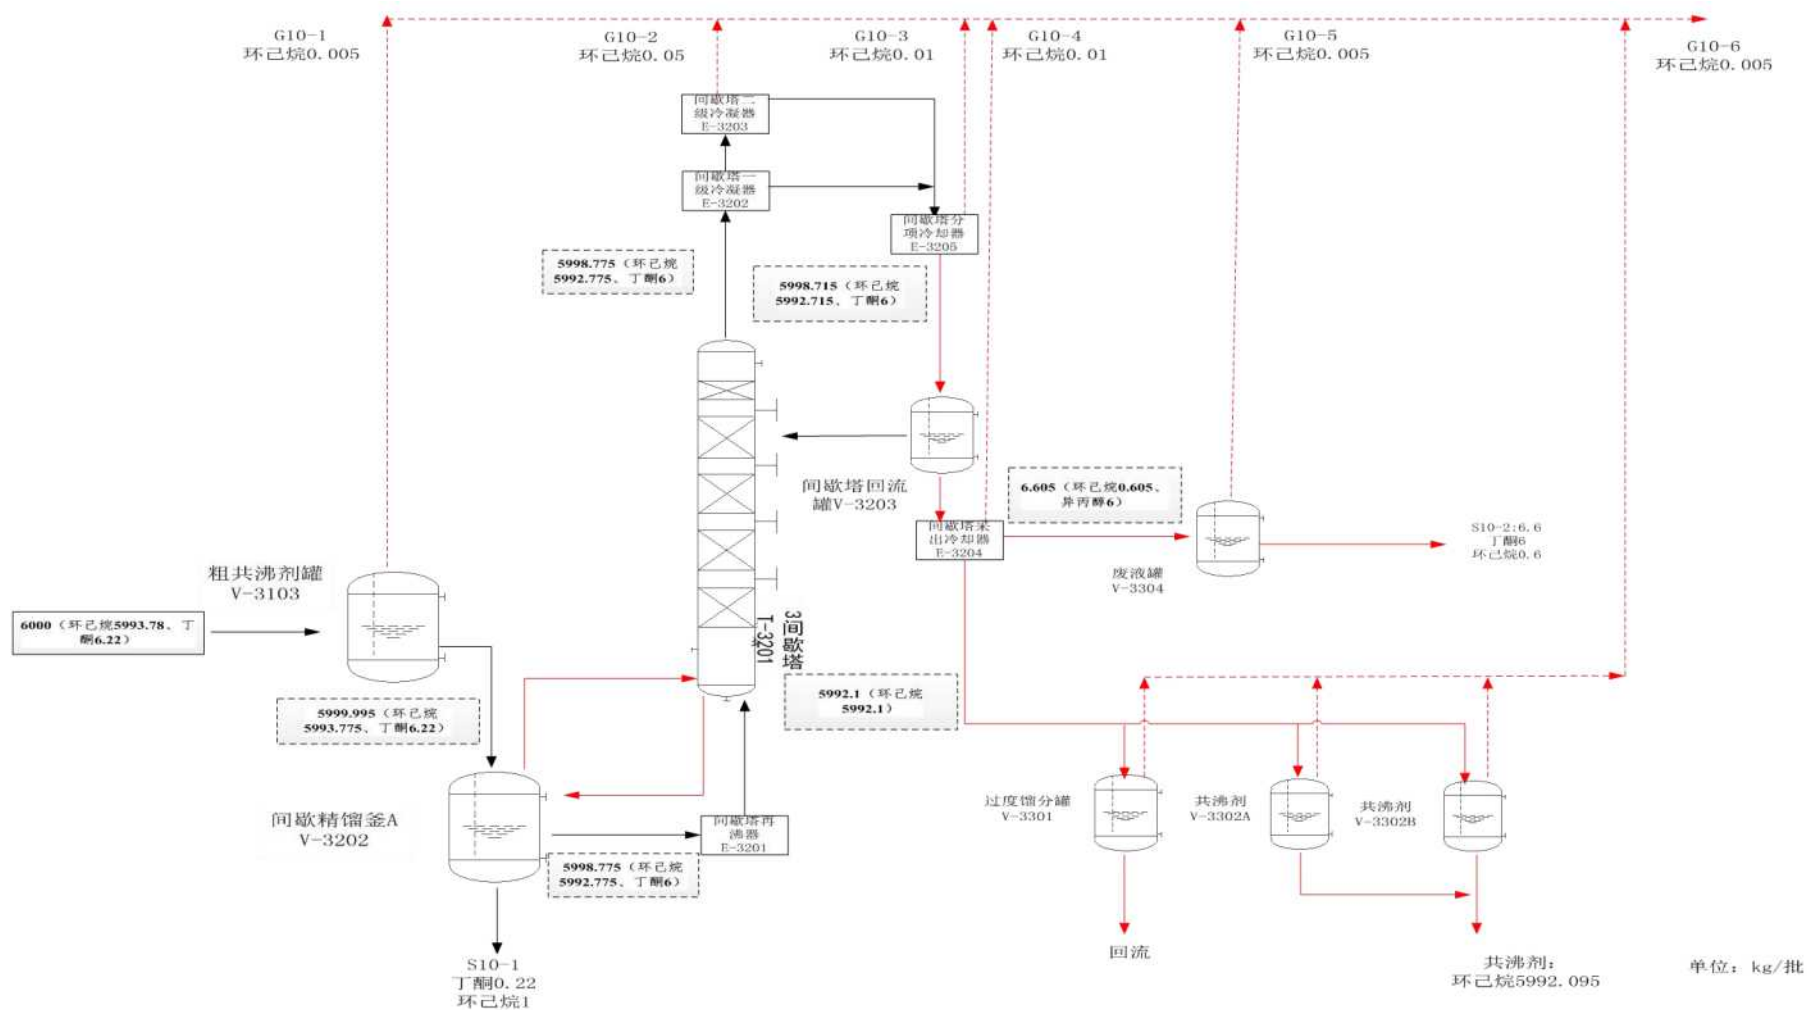 G10-1
环己烷0.005
G10-2
环己烷0.05
G10-3
环己烷0.01
G10-4
环己烷0.01
G10-5
环己烷0.005
G10-6
环己烷0.005
间歇塔二
级冷凝器
E-3203
间歇塔一
级冷凝器
E-3202
间歇塔分
项冷却器
E-3205
5998.775（环己烷
5992.775、丁酮6）
5998.715（环己烷
5992.715、丁酮6）
间歇塔回流
罐V-3203
6.605（环己烷0.605、
异丙醇6）
间歇塔采
出冷却器
E-3204
废液罐
V-3304
S10-2:6.6
丁酮6
环己烷0.6
粗共沸剂罐
V-3103
6000（环己烷5993.78、丁
酮6.22）
3间歇塔
T-3201
5999.995（环己烷
5993.775、丁酮6.22）
5992.1（环己烷
5992.1）
间歇精馏釜A
V-3202
间歇塔再
沸器
E-3201
5998.775（环己烷
5992.775、丁酮6）
过度馏分罐
V-3301
共沸剂
V-3302A
共沸剂
V-3302B
S10-1
丁酮0.22
环己烷1
回流
共沸剂：
环己烷5992.095
单位：kg/批